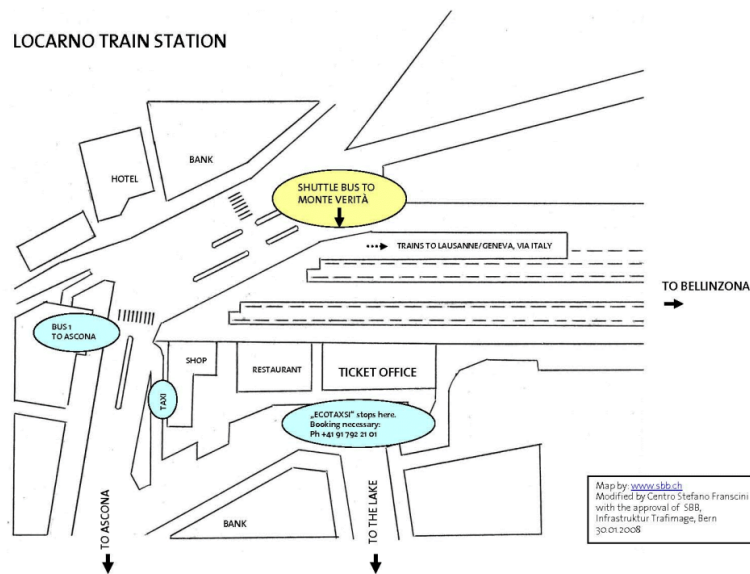 LOCARNO TRAIN STATION
BANK
HOTEL
SHUTTLE BUS TO
MONTE VERITÀ
TRAINS TO LAUSANNE/GENEVA, VIA ITALY
TO BELLINZONA
BUS 1
TO ASCONA
SHOP
RESTAURANT
TICKET OFFICE
TAXI
„ECOTAXSI" stops here.
Booking necessary:
Ph +41 91 792 21 01
TO ASCONA
BANK
TO THE LAKE
Map by: www.sbb.ch
Modified by Centro Stefano Franscini
with the approval of SBB,
Infrastruktur Trafimage, Bern
30.01.2008